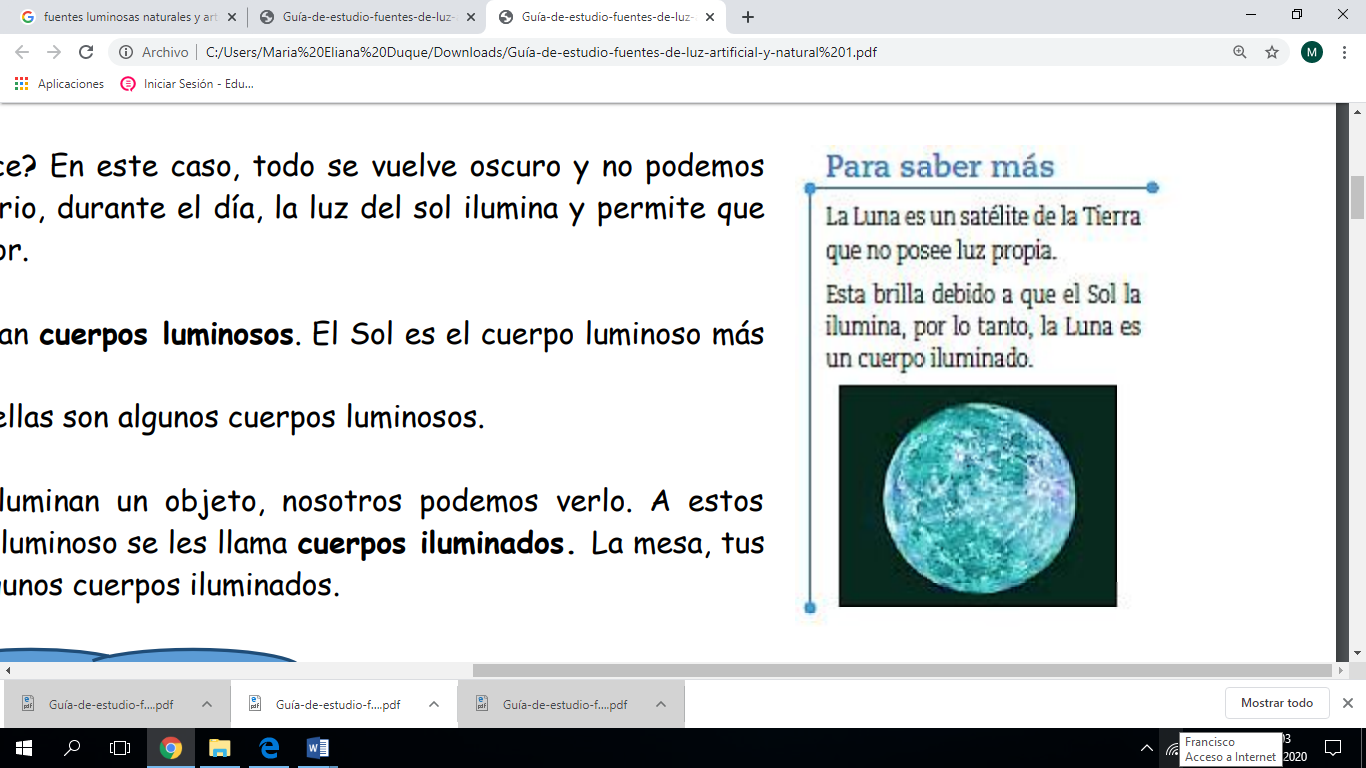 fuentes luminosas naturales y art
Guía-de-estudio-fuentes-de-luz-
Guía-de-estudio-fuentes-de-luz-
Archivo
C:/Users/Maria%20Eliana%20Duque/Downloads/Guía-de-estudio-fuentes-de-luz-artificial-y-natural%201.pdf
M
Aplicaciones
Iniciar Sesión - Edu...
ce? En este caso, todo se vuelve oscuro y no podemos
rio, durante el día, la luz del sol ilumina y permite que
or.
an cuerpos luminosos. El Sol es el cuerpo luminoso más
ellas son algunos cuerpos luminosos.
luminan un objeto, nosotros podemos verlo. A estos
luminoso se les llama cuerpos iluminados. La mesa, tus
gunos cuerpos iluminados.
Para saber más
La Luna es un satélite de la Tierra
que no posee luz propia.
Esta brilla debido a que el Sol la
ilumina, por lo tanto, la Luna es
un cuerpo iluminado.
Guía-de-estudio-f....pdf
Guía-de-estudio-f....pdf
Guía-de-estudio-f....pdf
Mostrar todo
Francisco
Acceso a Internet
03
2020